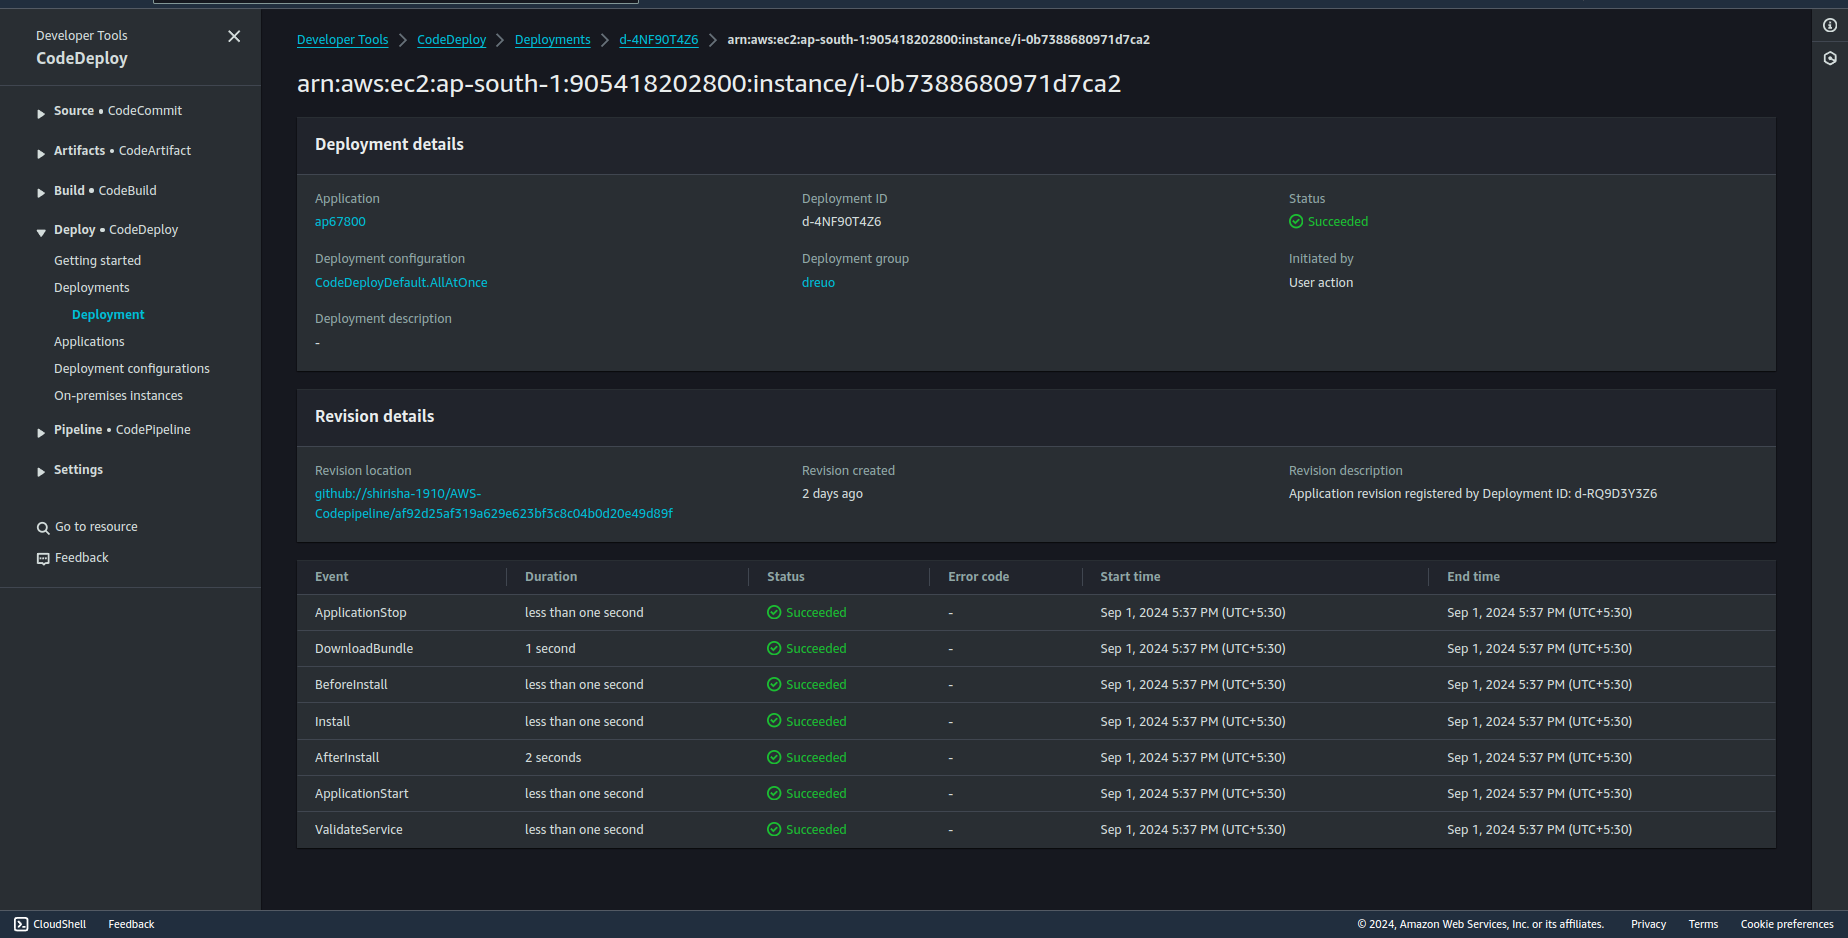 Developer Tools
CodeDeploy
Source • CodeCommit
Artifacts • CodeArtifact
Build • CodeBuild
Deploy • CodeDeploy
Getting started
Deployments
Deployment
Applications
Deployment configurations
On-premises instances
Pipeline • CodePipeline
Settings
Go to resource
Feedback
Developer Tools > CodeDeploy > Deployments > d-4NF90T4Z6 > arn:aws:ec2:ap-south-1:905418202800:instance/i-0b7388680971d7ca2
arn:aws:ec2:ap-south-1:905418202800:instance/i-0b7388680971d7ca2
Deployment details
Application Deployment ID Status
ap67800 d-4NF90T4Z6 Succeeded
Deployment configuration Deployment group Initiated by
CodeDeployDefault.AllAtOnce dreuo User action
Deployment description
-
Revision details
Revision location Revision created Revision description
github://shirisha-1910/AWS- 2 days ago Application revision registered by Deployment ID: d-RQ9D3Y3Z6
Codepipeline/af92d25af319a629e623bf3c8c04b0d20e49d89f
Event Duration Status Error code Start time End time
ApplicationStop less than one second Succeeded - Sep 1, 2024 5:37 PM (UTC+5:30) Sep 1, 2024 5:37 PM (UTC+5:30)
DownloadBundle 1 second Succeeded - Sep 1, 2024 5:37 PM (UTC+5:30) Sep 1, 2024 5:37 PM (UTC+5:30)
BeforeInstall less than one second Succeeded - Sep 1, 2024 5:37 PM (UTC+5:30) Sep 1, 2024 5:37 PM (UTC+5:30)
Install less than one second Succeeded - Sep 1, 2024 5:37 PM (UTC+5:30) Sep 1, 2024 5:37 PM (UTC+5:30)
AfterInstall 2 seconds Succeeded - Sep 1, 2024 5:37 PM (UTC+5:30) Sep 1, 2024 5:37 PM (UTC+5:30)
ApplicationStart less than one second Succeeded - Sep 1, 2024 5:37 PM (UTC+5:30) Sep 1, 2024 5:37 PM (UTC+5:30)
ValidateService less than one second Succeeded - Sep 1, 2024 5:37 PM (UTC+5:30) Sep 1, 2024 5:37 PM (UTC+5:30)
CloudShell Feedback © 2024, Amazon Web Services, Inc. or its affiliates. Privacy Terms Cookie preferences